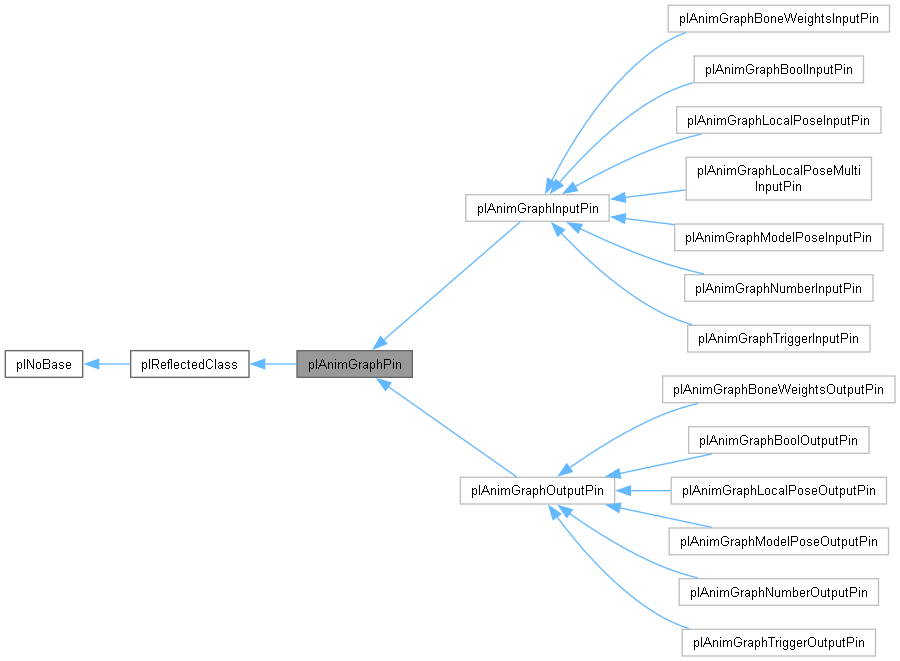 plAnimGraphBoneWeightsInputPin
plAnimGraphBoolInputPin
plAnimGraphLocalPoseInputPin
plAnimGraphLocalPoseMulti
InputPin
plAnimGraphInputPin
plAnimGraphModelPoseInputPin
plAnimGraphNumberInputPin
plAnimGraphTriggerInputPin
plNoBase
plReflectedClass
plAnimGraphPin
plAnimGraphBoneWeightsOutputPin
plAnimGraphBoolOutputPin
plAnimGraphOutputPin
plAnimGraphLocalPoseOutputPin
plAnimGraphModelPoseOutputPin
plAnimGraphNumberOutputPin
plAnimGraphTriggerOutputPin